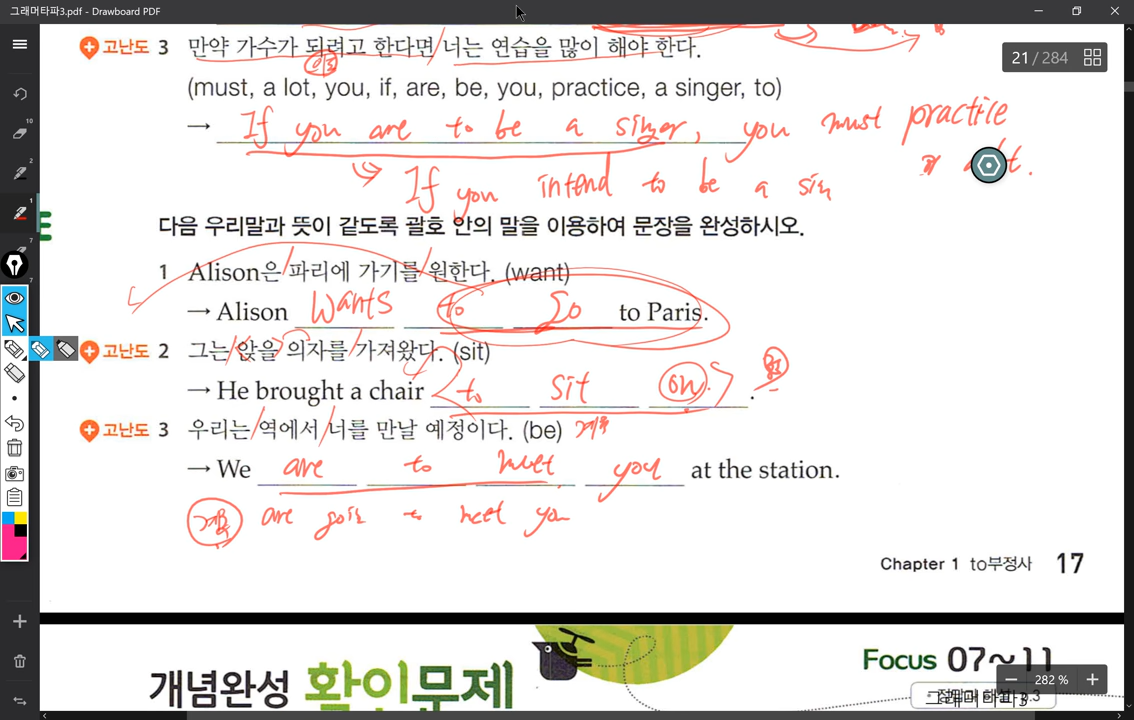 그래머타파3.pdf - Drawboard PDF
21 / 284
고난도 3 만약 가수가 되려고 한다면 너는 연습을 많이 해야 한다.
(must, a lot, you, if, are, be, you, practice, a singer, to)
→ If you are to be a singer, you must practice
If you intend to be a sin
다음 우리말과 뜻이 같도록 괄호 안의 말을 이용하여 문장을 완성하시오.
1 Alison은 파리에 가기를 원한다. (want)
→ Alison wants to go to Paris.
고난도 2 그는 앉을 의자를 가져왔다. (sit)
→ He brought a chair to sit on.
고난도 3 우리는 역에서 너를 만날 예정이다. (be)
→ We are to meet you at the station.
are goin to meet you
Chapter 1 to부정사 17
개념완성 확인문제
Focus 07~11
282 %